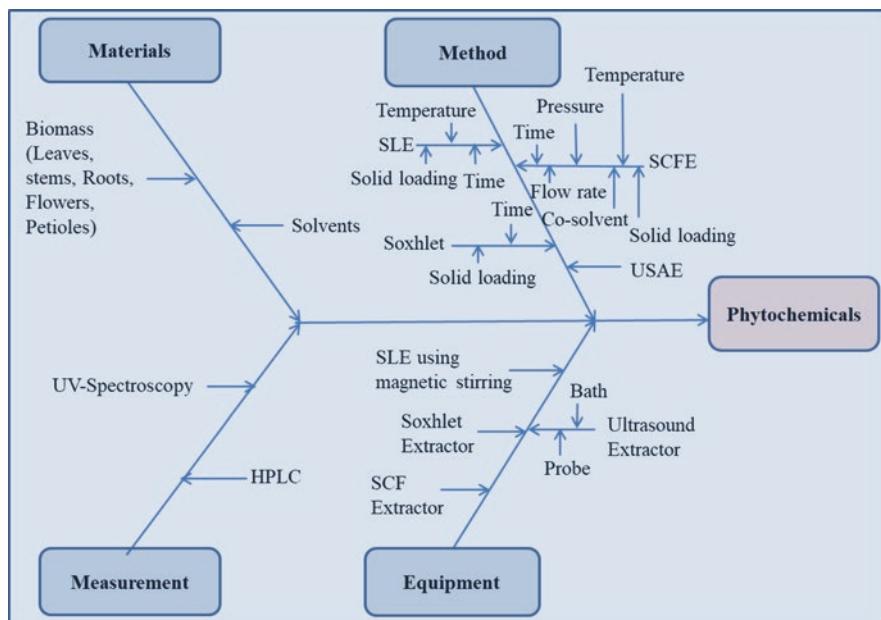 Materials
Method
Temperature
Pressure
Temperature
Time
SLE
SCFE
Solid loading
Time
Flow rate
Co-solvent
Solid loading
Biomass
(Leaves,
stems, Roots,
Flowers,
Petioles)
Solvents
Time
Soxhlet
Solid loading
USAE
Phytochemicals
SLE using
magnetic stirring
UV-Spectroscopy
Bath
Soxhlet
Extractor
Ultrasound
Extractor
Probe
HPLC
SCF
Extractor
Measurement
Equipment